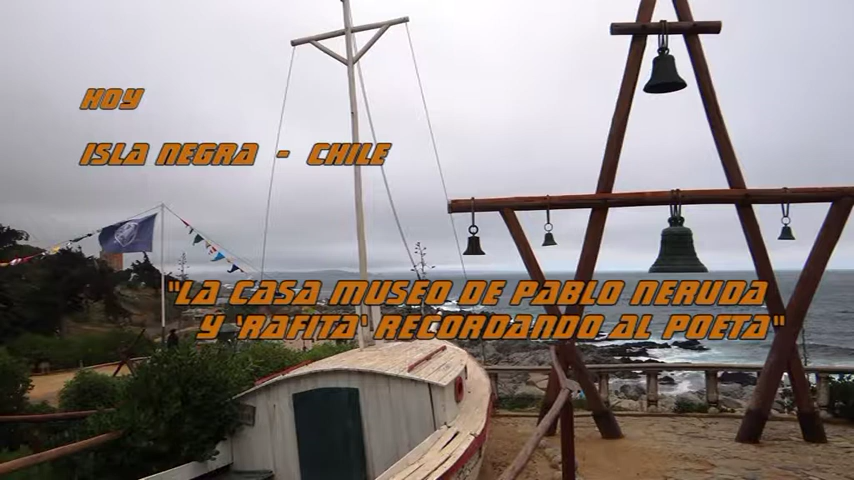 HOY
ISLA NEGRA - CHILE
"LA CASA MUSEO DE PABLO NERUDA
Y 'RAFITA' RECORDANDO AL POETA"